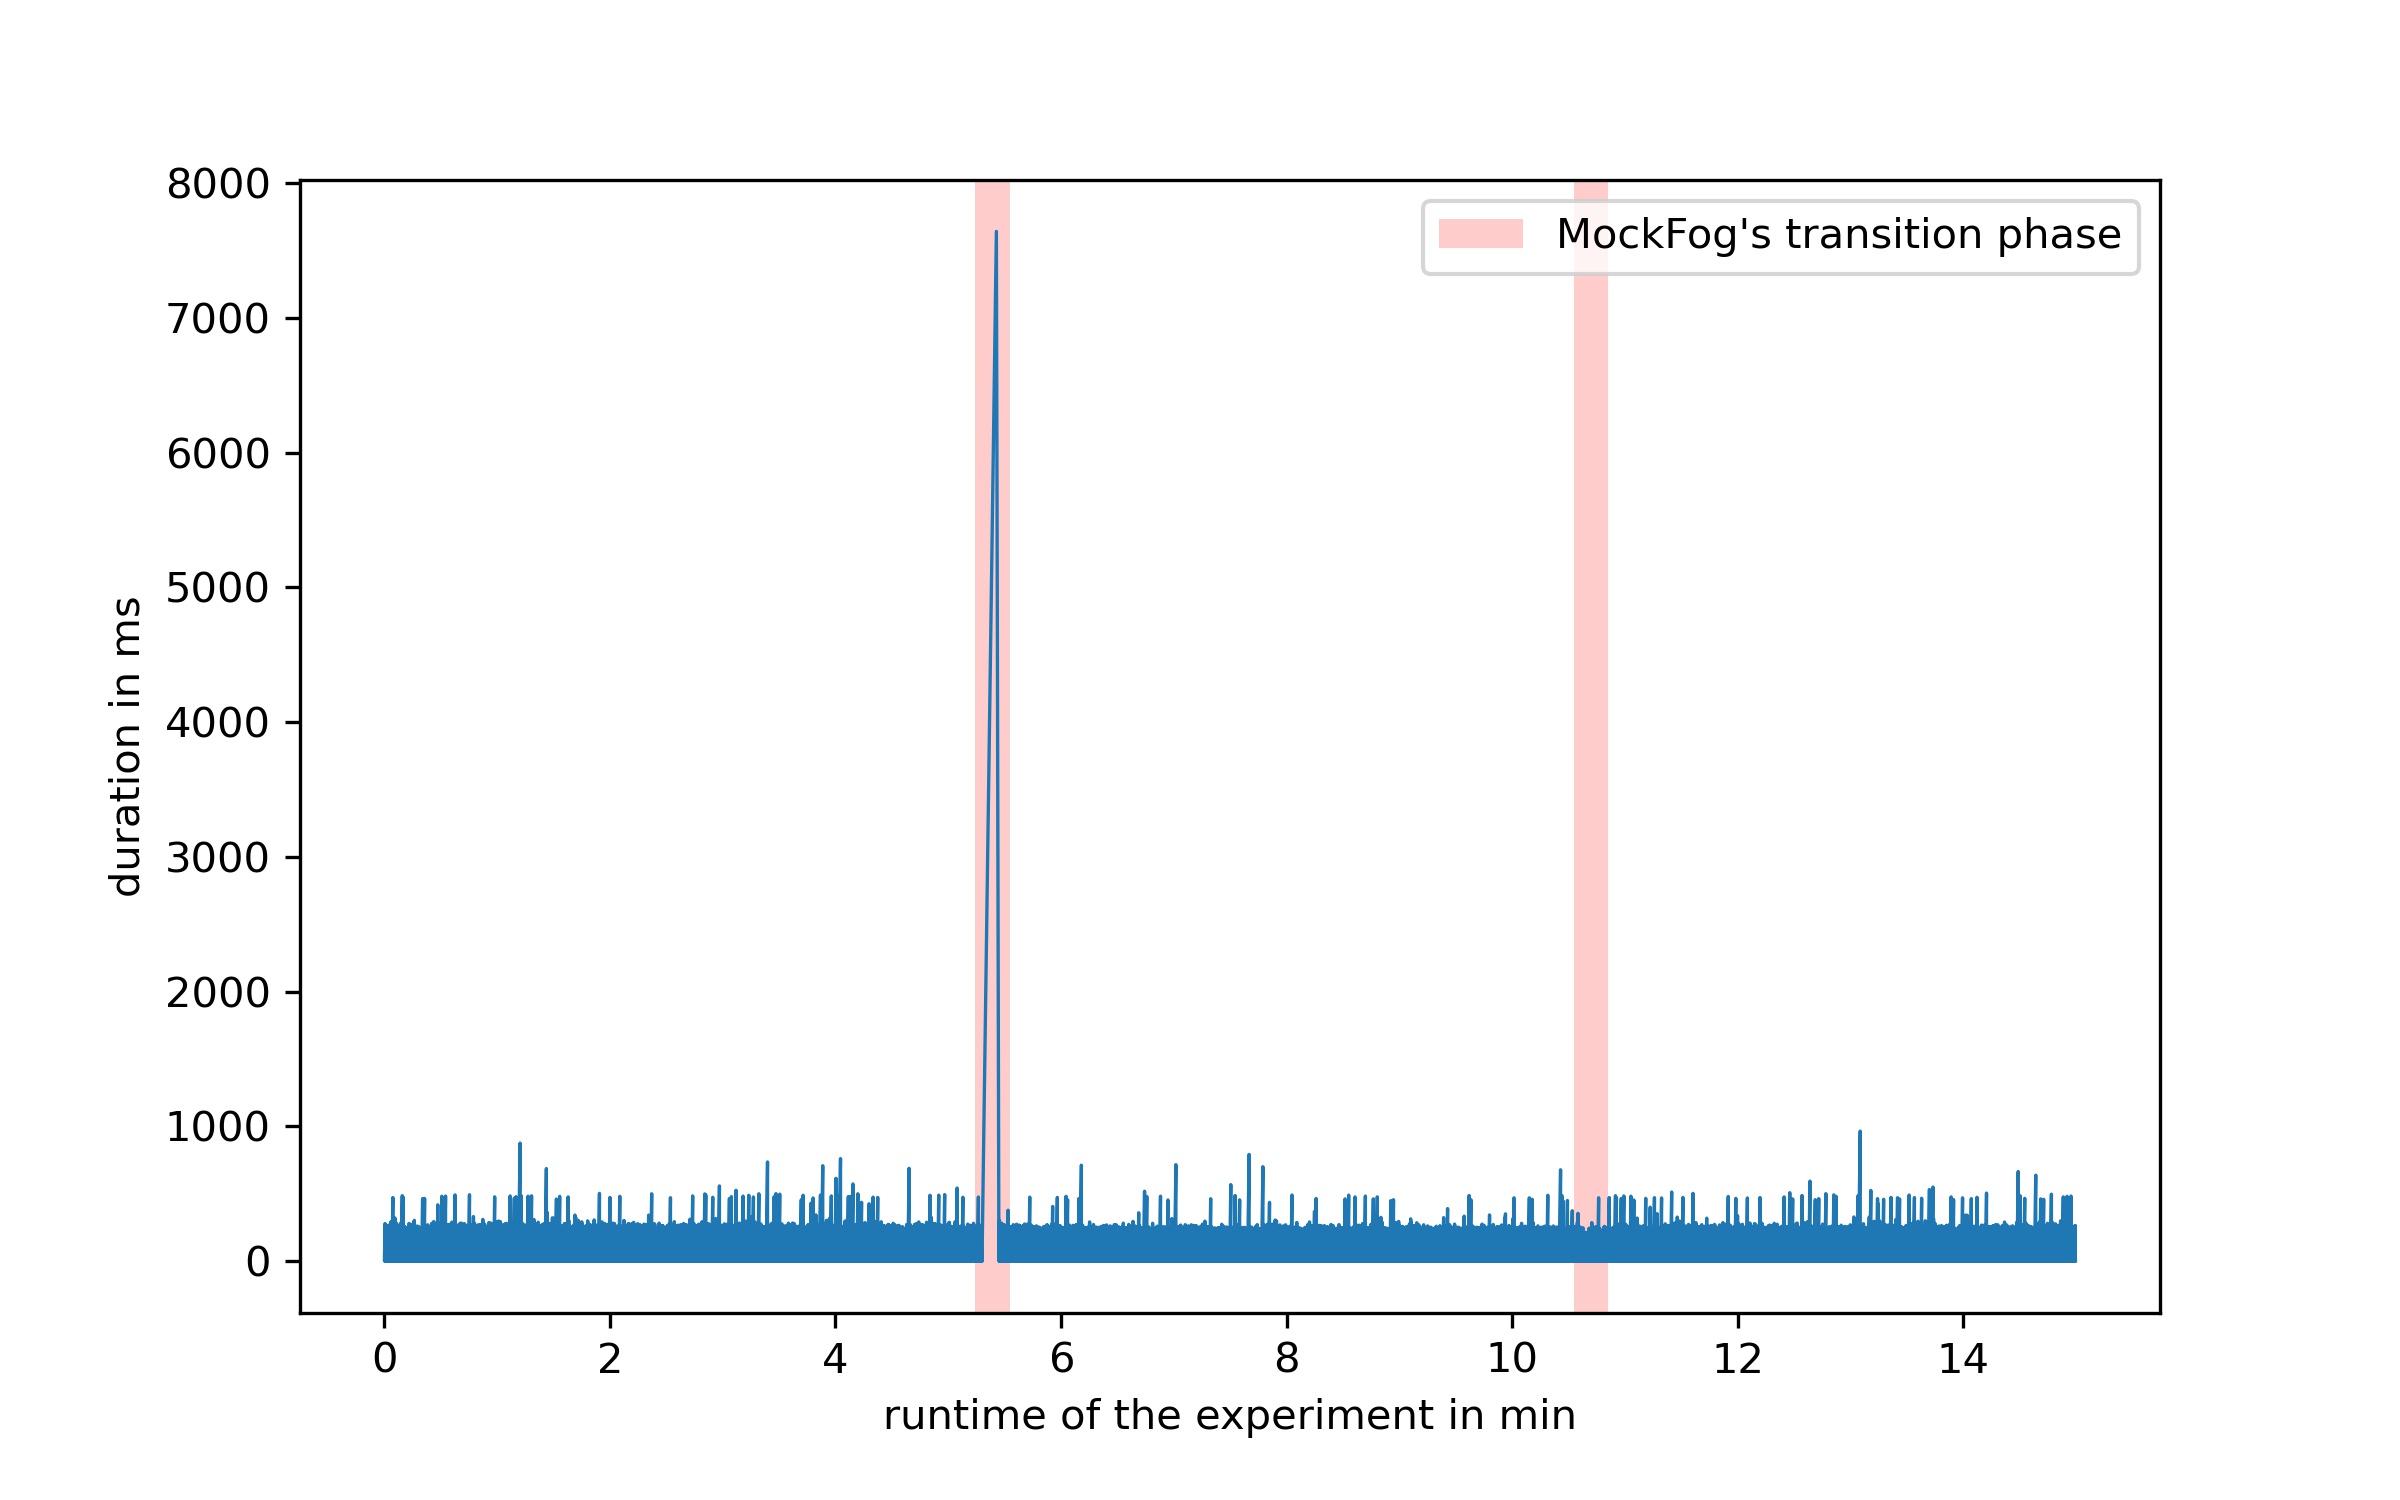 MockFog's transition phase
8000
7000
6000
5000
4000
3000
2000
1000
0
duration in ms
0 2 4 6 8 10 12 14
runtime of the experiment in min